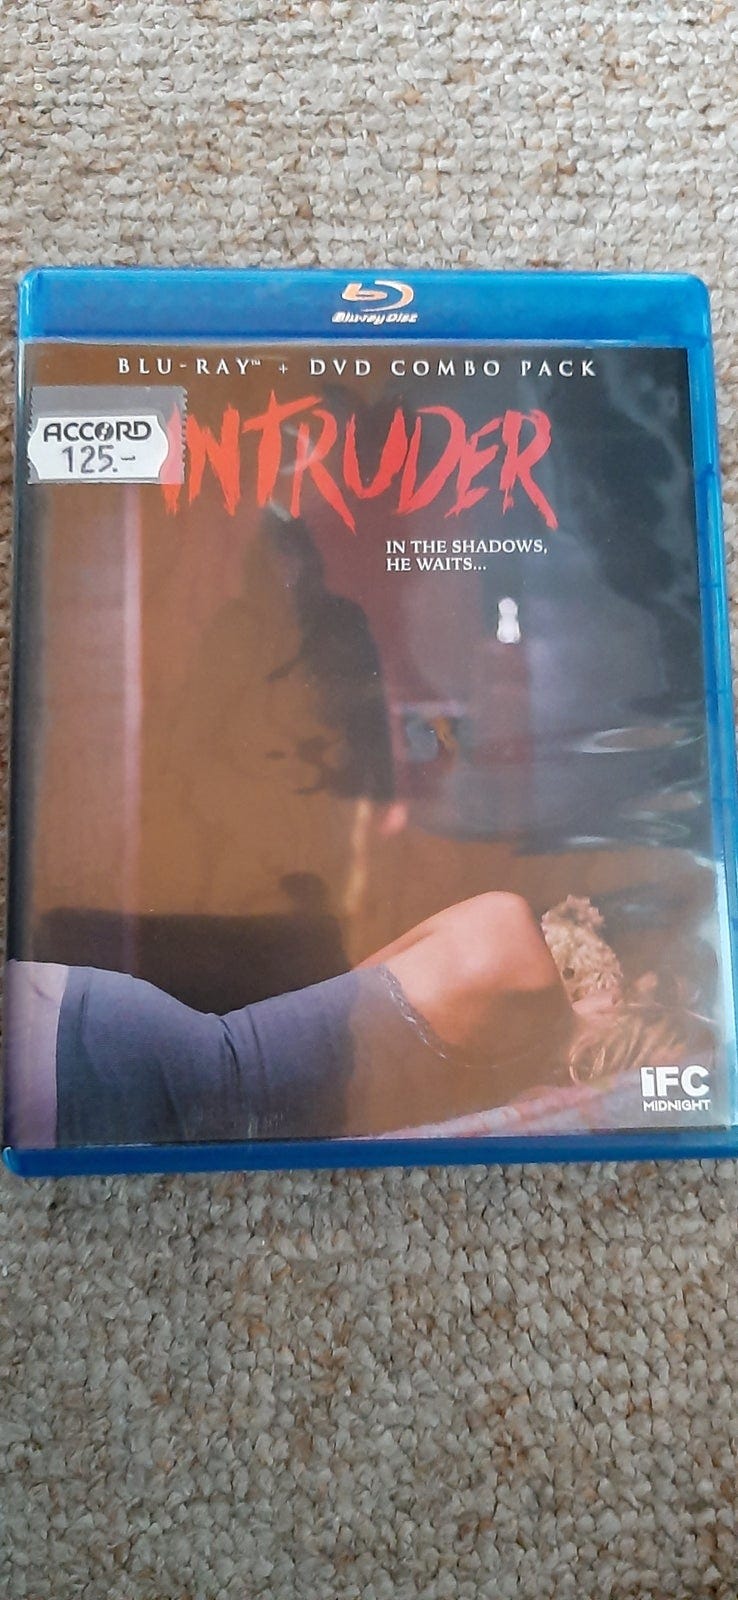 Blu-ray Disc
BLU-RAY™ + DVD COMBO PACK
ACCORD
125.-
INTRUDER
IN THE SHADOWS,
HE WAITS...
IFC
MIDNIGHT